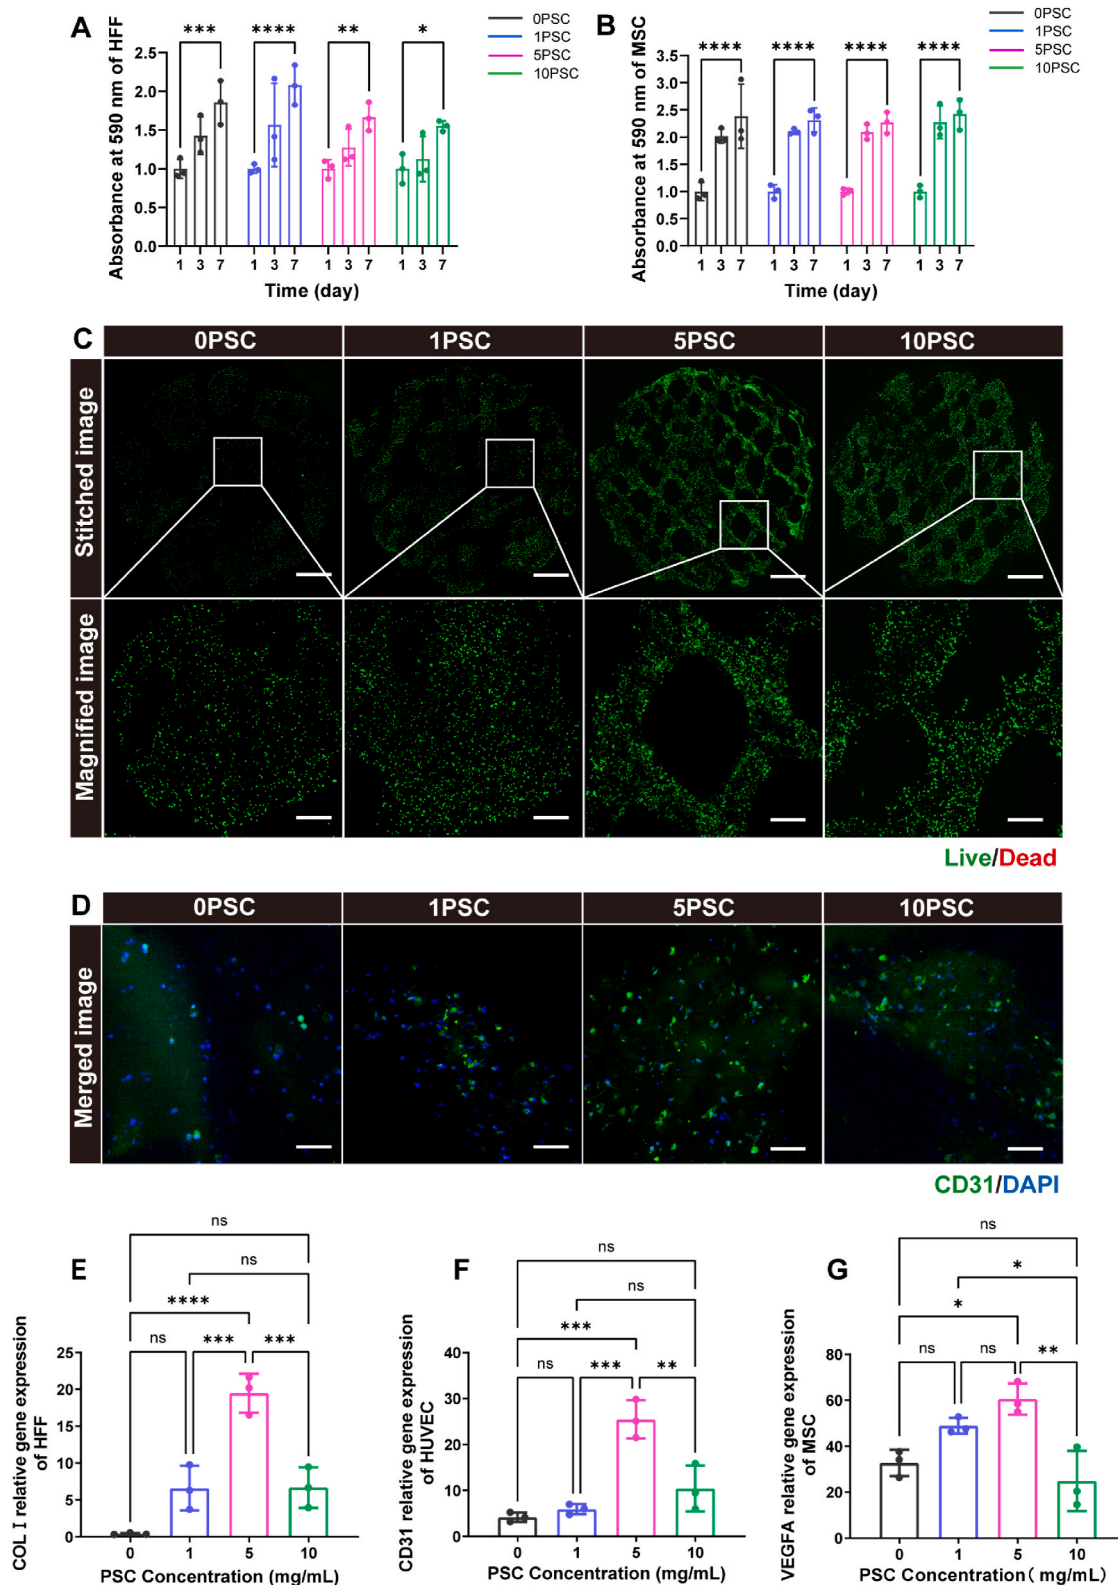 A
Absorbance at 590 nm of HFF
*** **** ** *
0PSC
1PSC
5PSC
10PSC
2.5
2.0
1.5
1.0
0.5
0.0
1 3 7 1 3 7 1 3 7 1 3 7
Time (day)
B
Absorbance at 590 nm of MSC
**** **** **** ****
0PSC
1PSC
5PSC
10PSC
3.5
3.0
2.5
2.0
1.5
1.0
0.5
0.0
1 3 7 1 3 7 1 3 7 1 3 7
Time (day)
C
0PSC 1PSC 5PSC 10PSC
Stitched image
Magnified image
Live/Dead
D
0PSC 1PSC 5PSC 10PSC
Merged image
CD31/DAPI
E
COL I relative gene expression
of HFF
ns
ns
****
ns *** ***
25
20
15
10
5
0
0 1 5 10
PSC Concentration (mg/mL)
F
CD31 relative gene expression
of HUVEC
ns
ns
***
ns *** **
40
30
20
10
0
0 1 5 10
PSC Concentration (mg/mL)
G
VEGFA relative gene expression
of MSC
ns
*
*
ns ns **
80
60
40
20
0
0 1 5 10
PSC Concentration( mg/mL)